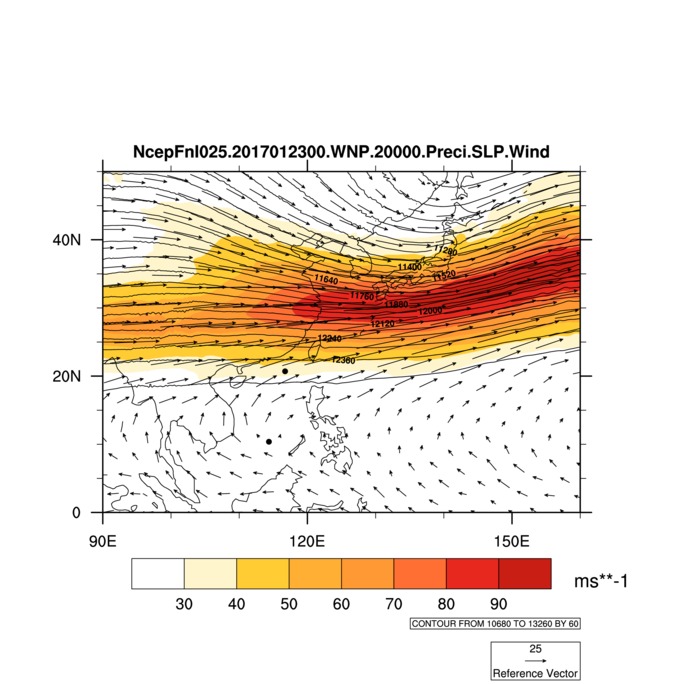 NcepFnl025.2017012300.WNP.20000.Preci.SLP.Wind
40N
20N
0
90E 120E 150E
11280
11400
11520
11640
11760
11880
12000
12120
12240
12360
30 40 50 60 70 80 90
ms**-1
CONTOUR FROM 10680 TO 13260 BY 60
25
Reference Vector